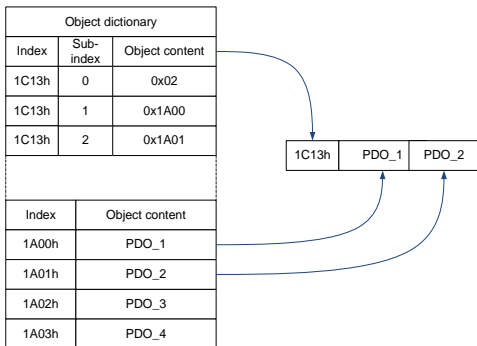 Object dictionary
Index Sub-index Object content
1C13h 0 0x02
1C13h 1 0x1A00
1C13h 2 0x1A01
1C13h PDO_1 PDO_2
Index Object content
1A00h PDO_1
1A01h PDO_2
1A02h PDO_3
1A03h PDO_4